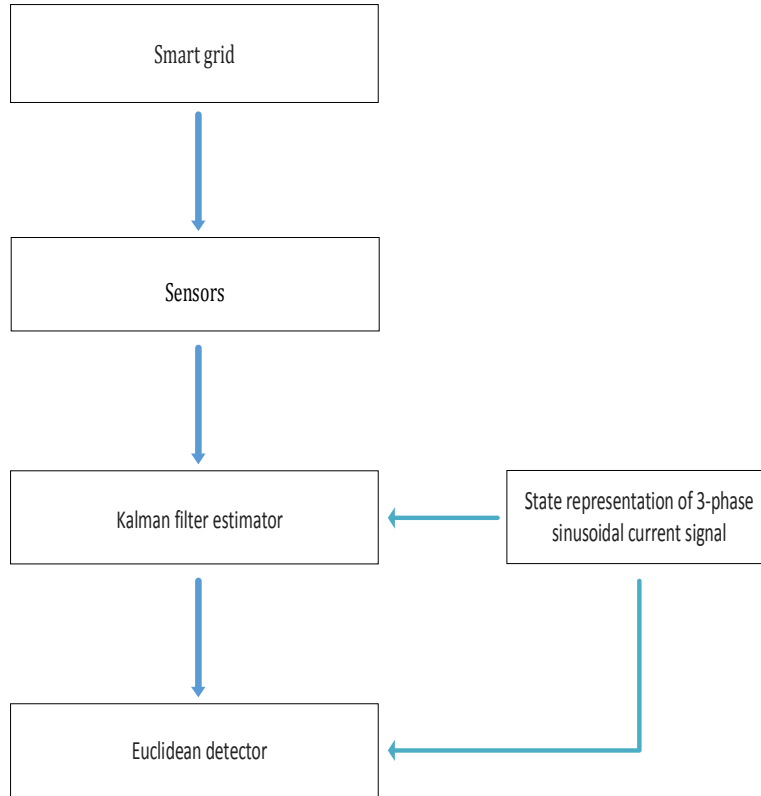 Smart grid
Sensors
Kalman filter estimator
State representation of 3-phase
sinusoidal current signal
Euclidean detector